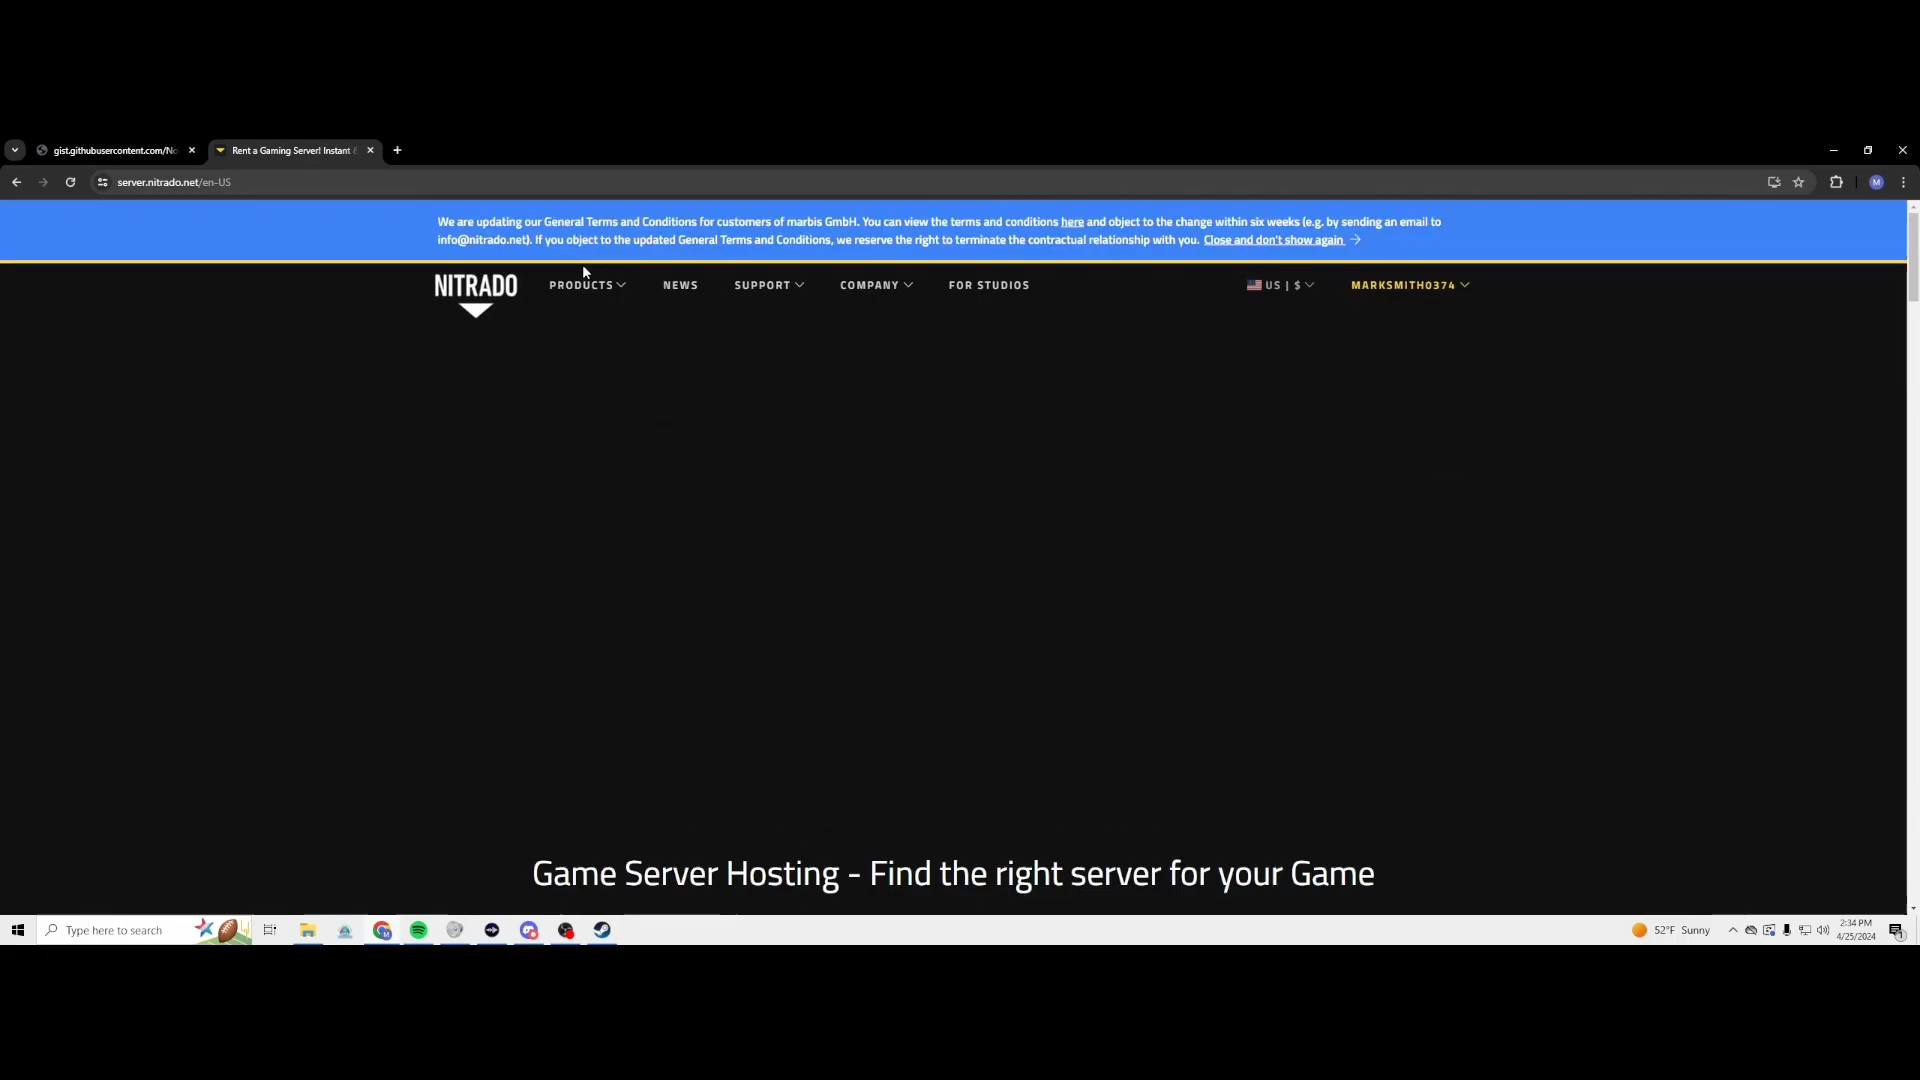 gist.githubusercontent.com/No
Rent a Gaming Server! Instant &
server.nitrado.net/en-US
M
We are updating our General Terms and Conditions for customers of marbis GmbH. You can view the terms and conditions here and object to the change within six weeks (e.g. by sending an email to
info@nitrado.net). If you object to the updated General Terms and Conditions, we reserve the right to terminate the contractual relationship with you. Close and don't show again →
NITRADO
PRODUCTS
NEWS
SUPPORT
COMPANY
FOR STUDIOS
US | $
MARKSMITH0374
Game Server Hosting - Find the right server for your Game
Type here to search
52°F Sunny
2:34 PM
4/25/2024
1